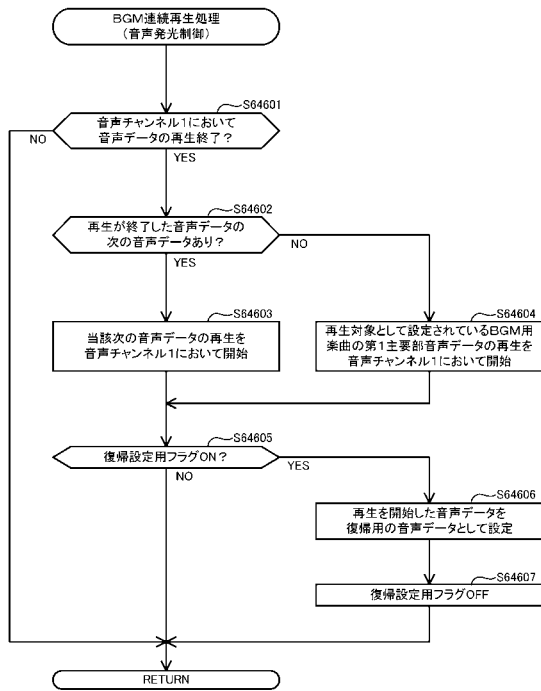 BGM連続再生処理
（音声発光制御）
S64601
音声チャンネル1において
音声データの再生終了？
NO
YES
S64602
再生が終了した音声データの
次の音声データあり？
NO
YES
S64603
当該次の音声データの再生を
音声チャンネル1において開始
S64604
再生対象として設定されているBGM用
楽曲の第1主要部音声データの再生を
音声チャンネル1において開始
S64605
復帰設定用フラグON？
YES
NO
S64606
再生を開始した音声データを
復帰用の音声データとして設定
S64607
復帰設定用フラグOFF
RETURN